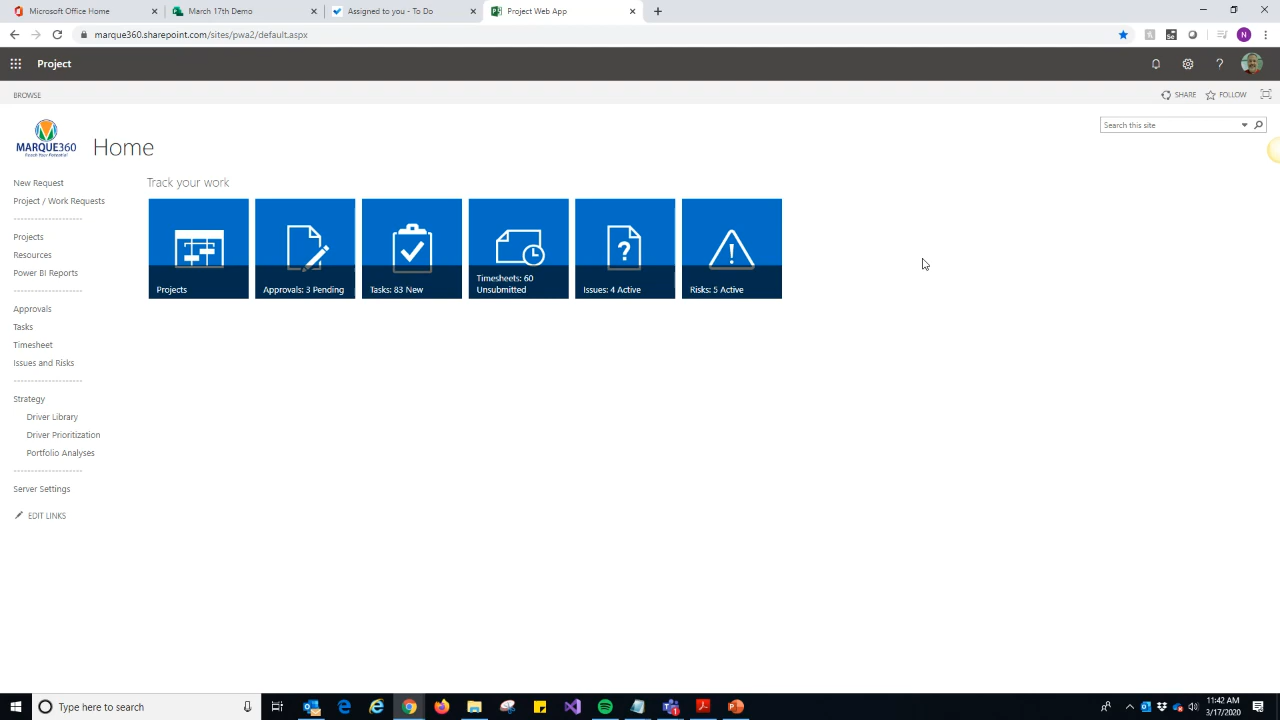 Microsoft Office Home
March 17th Demo
Assigned to you - To Do
Project Web App
marque360.sharepoint.com/sites/pwa2/default.aspx
N
Project
BROWSE
SHARE
FOLLOW
Search this site
MARQUE360
Home
New Request
Project / Work Requests
Projects
Resources
Power BI Reports
Approvals
Tasks
Timesheet
Issues and Risks
Strategy
Driver Library
Driver Prioritization
Portfolio Analyses
Server Settings
EDIT LINKS
Track your work
Projects
Approvals: 3 Pending
Tasks: 83 New
Timesheets: 60
Unsubmitted
Issues: 4 Active
Risks: 5 Active
Type here to search
11:42 AM
3/17/2020